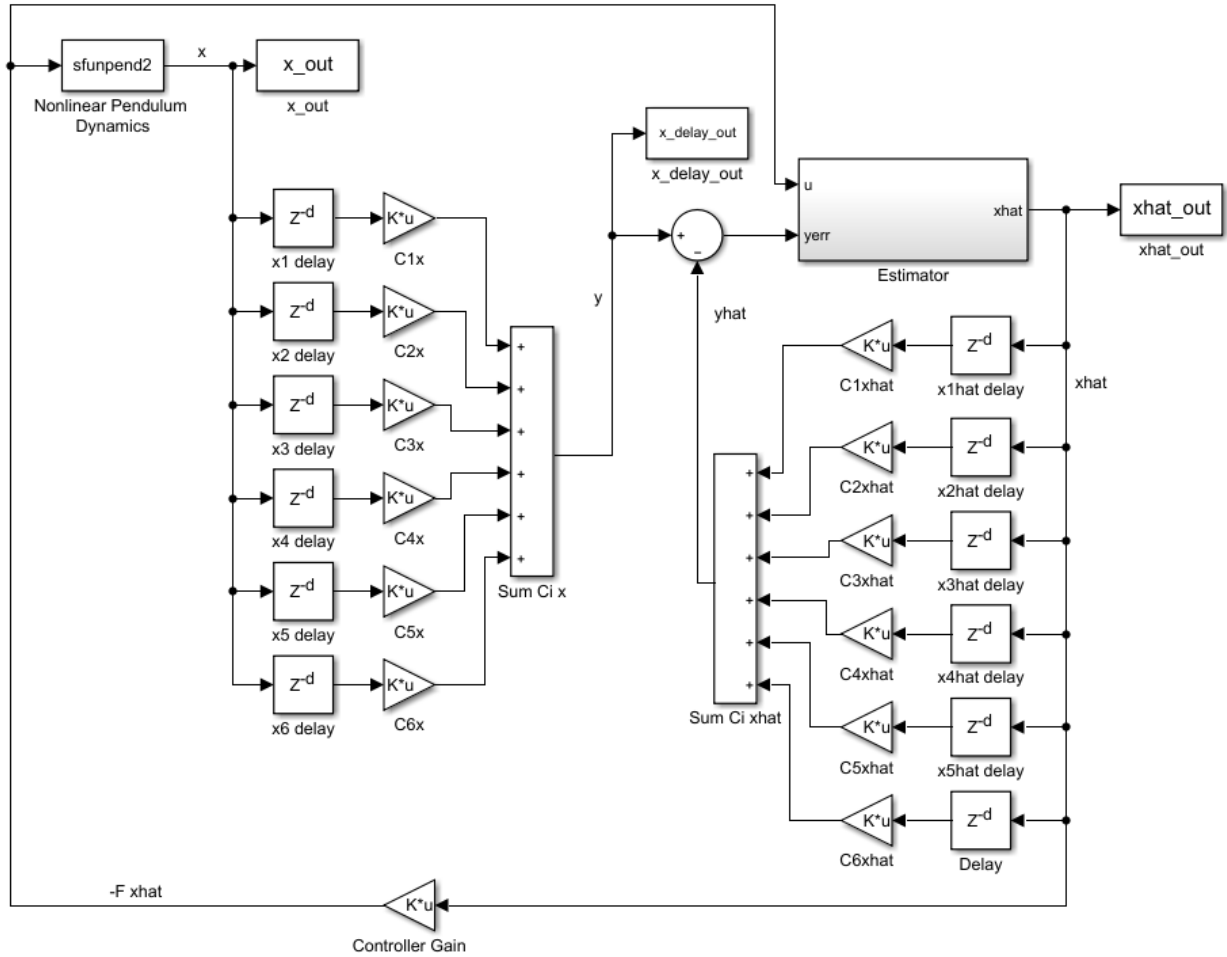 sfunpend2
Nonlinear Pendulum
Dynamics
x
x_out
x_out
x_delay_out
x_delay_out
u
yerr
xhat
Estimator
xhat_out
xhat_out
+
−
y
yhat
xhat
Z-d
x1 delay
K*u
C1x
Z-d
x2 delay
K*u
C2x
Z-d
x3 delay
K*u
C3x
Z-d
x4 delay
K*u
C4x
Z-d
x5 delay
K*u
C5x
Z-d
x6 delay
K*u
C6x
+
+
+
+
+
+
Sum Ci x
K*u
C1xhat
Z-d
x1hat delay
K*u
C2xhat
Z-d
x2hat delay
K*u
C3xhat
Z-d
x3hat delay
K*u
C4xhat
Z-d
x4hat delay
K*u
C5xhat
Z-d
x5hat delay
K*u
C6xhat
Z-d
Delay
+
+
+
+
+
+
Sum Ci xhat
-F xhat
K*u
Controller Gain